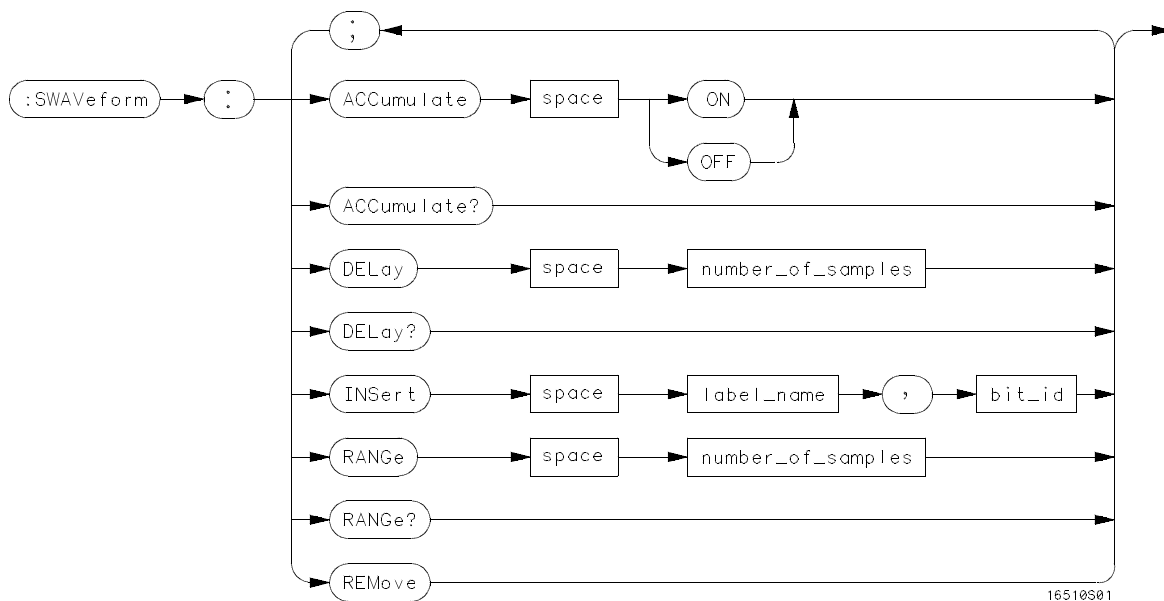 ;
:SWAVeform : ACCumulate space ON
OFF
ACCumulate?
DELay space number_of_samples
DELay?
INSert space label_name , bit_id
RANGe space number_of_samples
RANGe?
REMove
16510S01